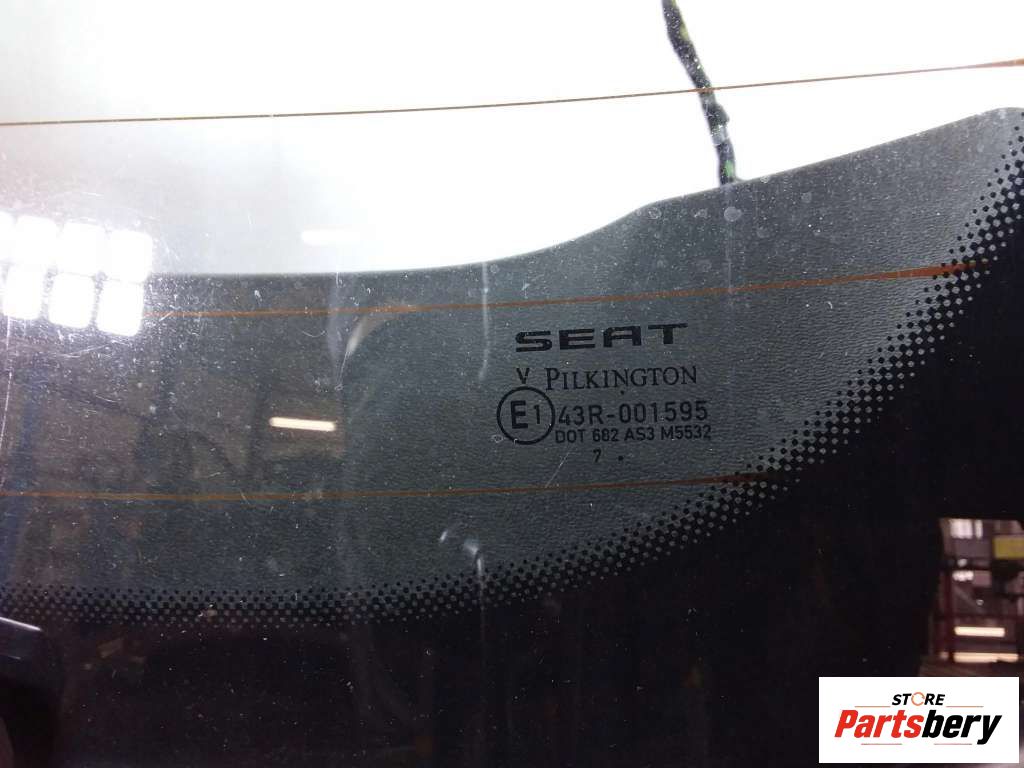 SEAT
V PILKINGTON
E1 43R-001595
DOT 682 AS3 M5532
7 .
STORE
Partsbery